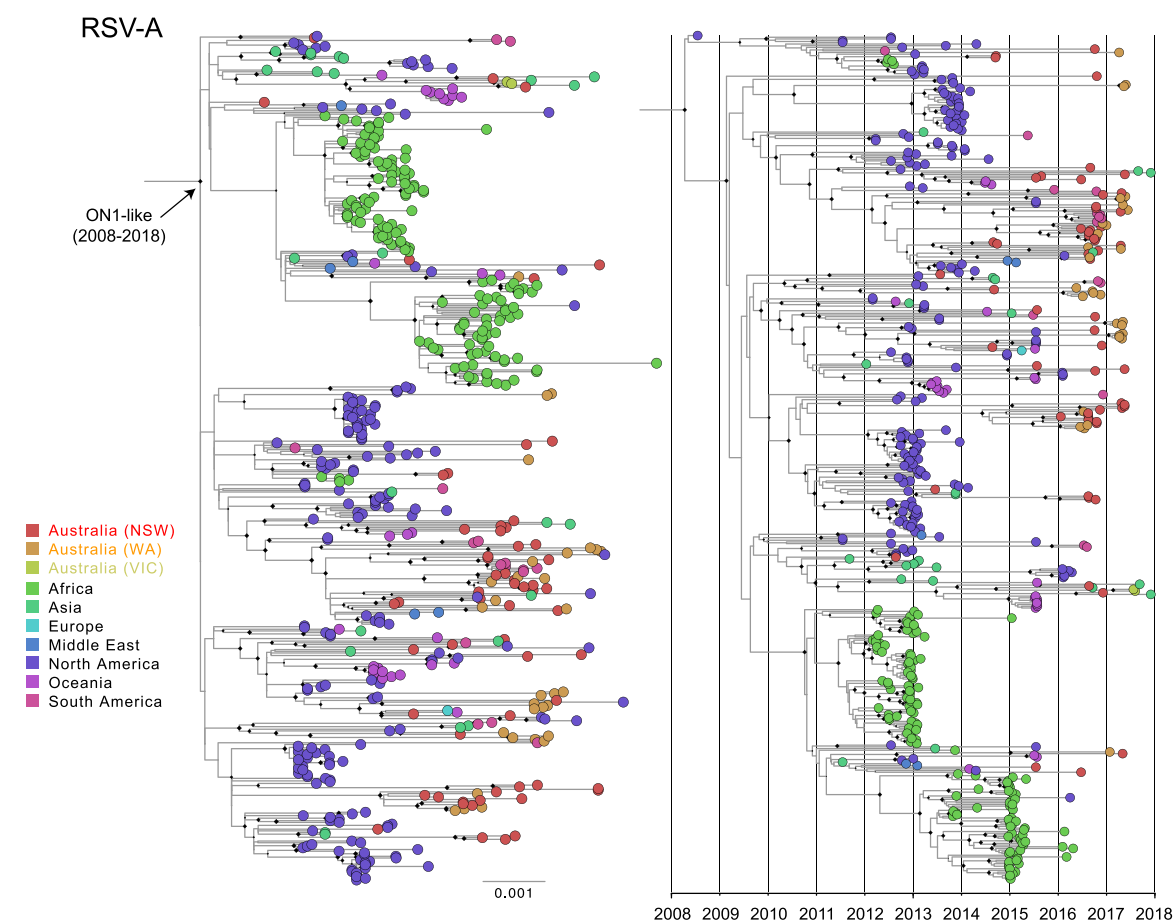 RSV-A
ON1-like
(2008-2018)
Australia (NSW)
Australia (WA)
Australia (VIC)
Africa
Asia
Europe
Middle East
North America
Oceania
South America
0.001
2008 2009 2010 2011 2012 2013 2014 2015 2016 2017 2018